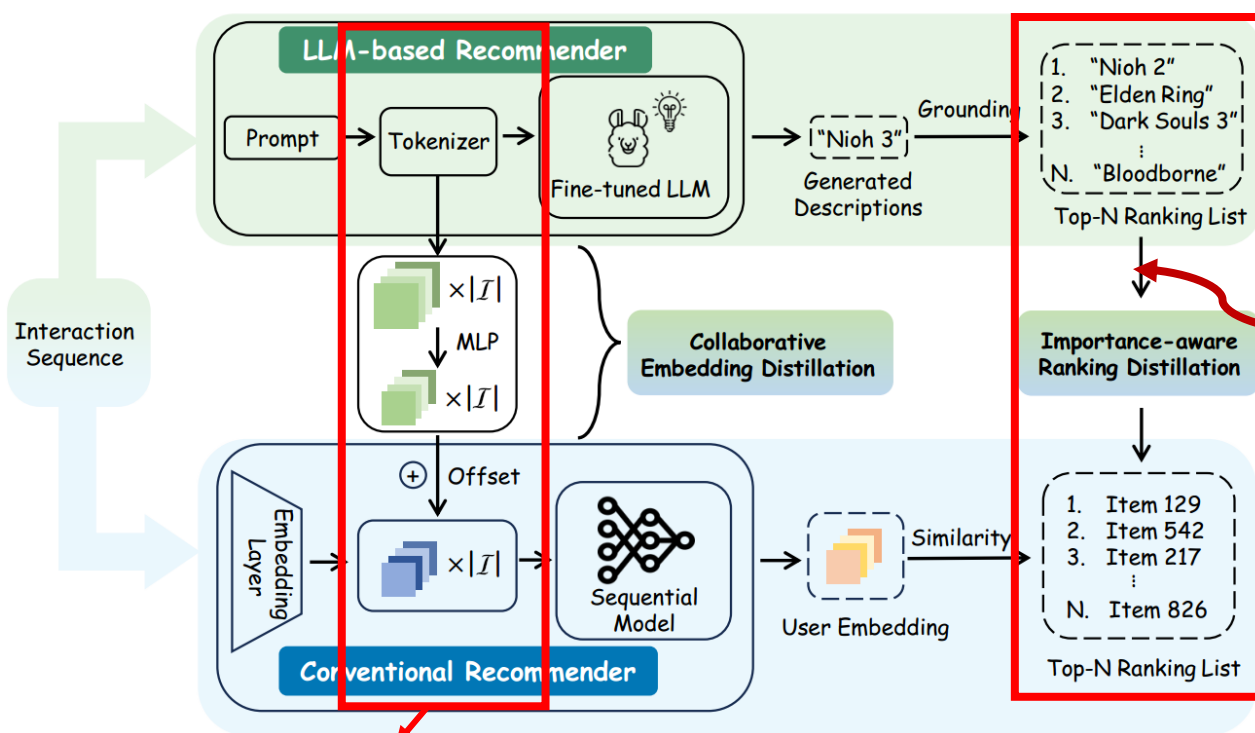 LLM-based Recommender
Prompt
Tokenizer
Fine-tuned LLM
"Nioh 3"
Generated
Descriptions
Grounding
1. "Nioh 2"
2. "Elden Ring"
3. "Dark Souls 3"
⋮
N. "Bloodborne"
Top-N Ranking List
Interaction
Sequence
×|ℐ|
MLP
×|ℐ|
Collaborative
Embedding Distillation
Importance-aware
Ranking Distillation
+ Offset
Embedding
Layer
×|ℐ|
Sequential
Model
User Embedding
Similarity
1. Item 129
2. Item 542
3. Item 217
⋮
N. Item 826
Top-N Ranking List
Conventional Recommender